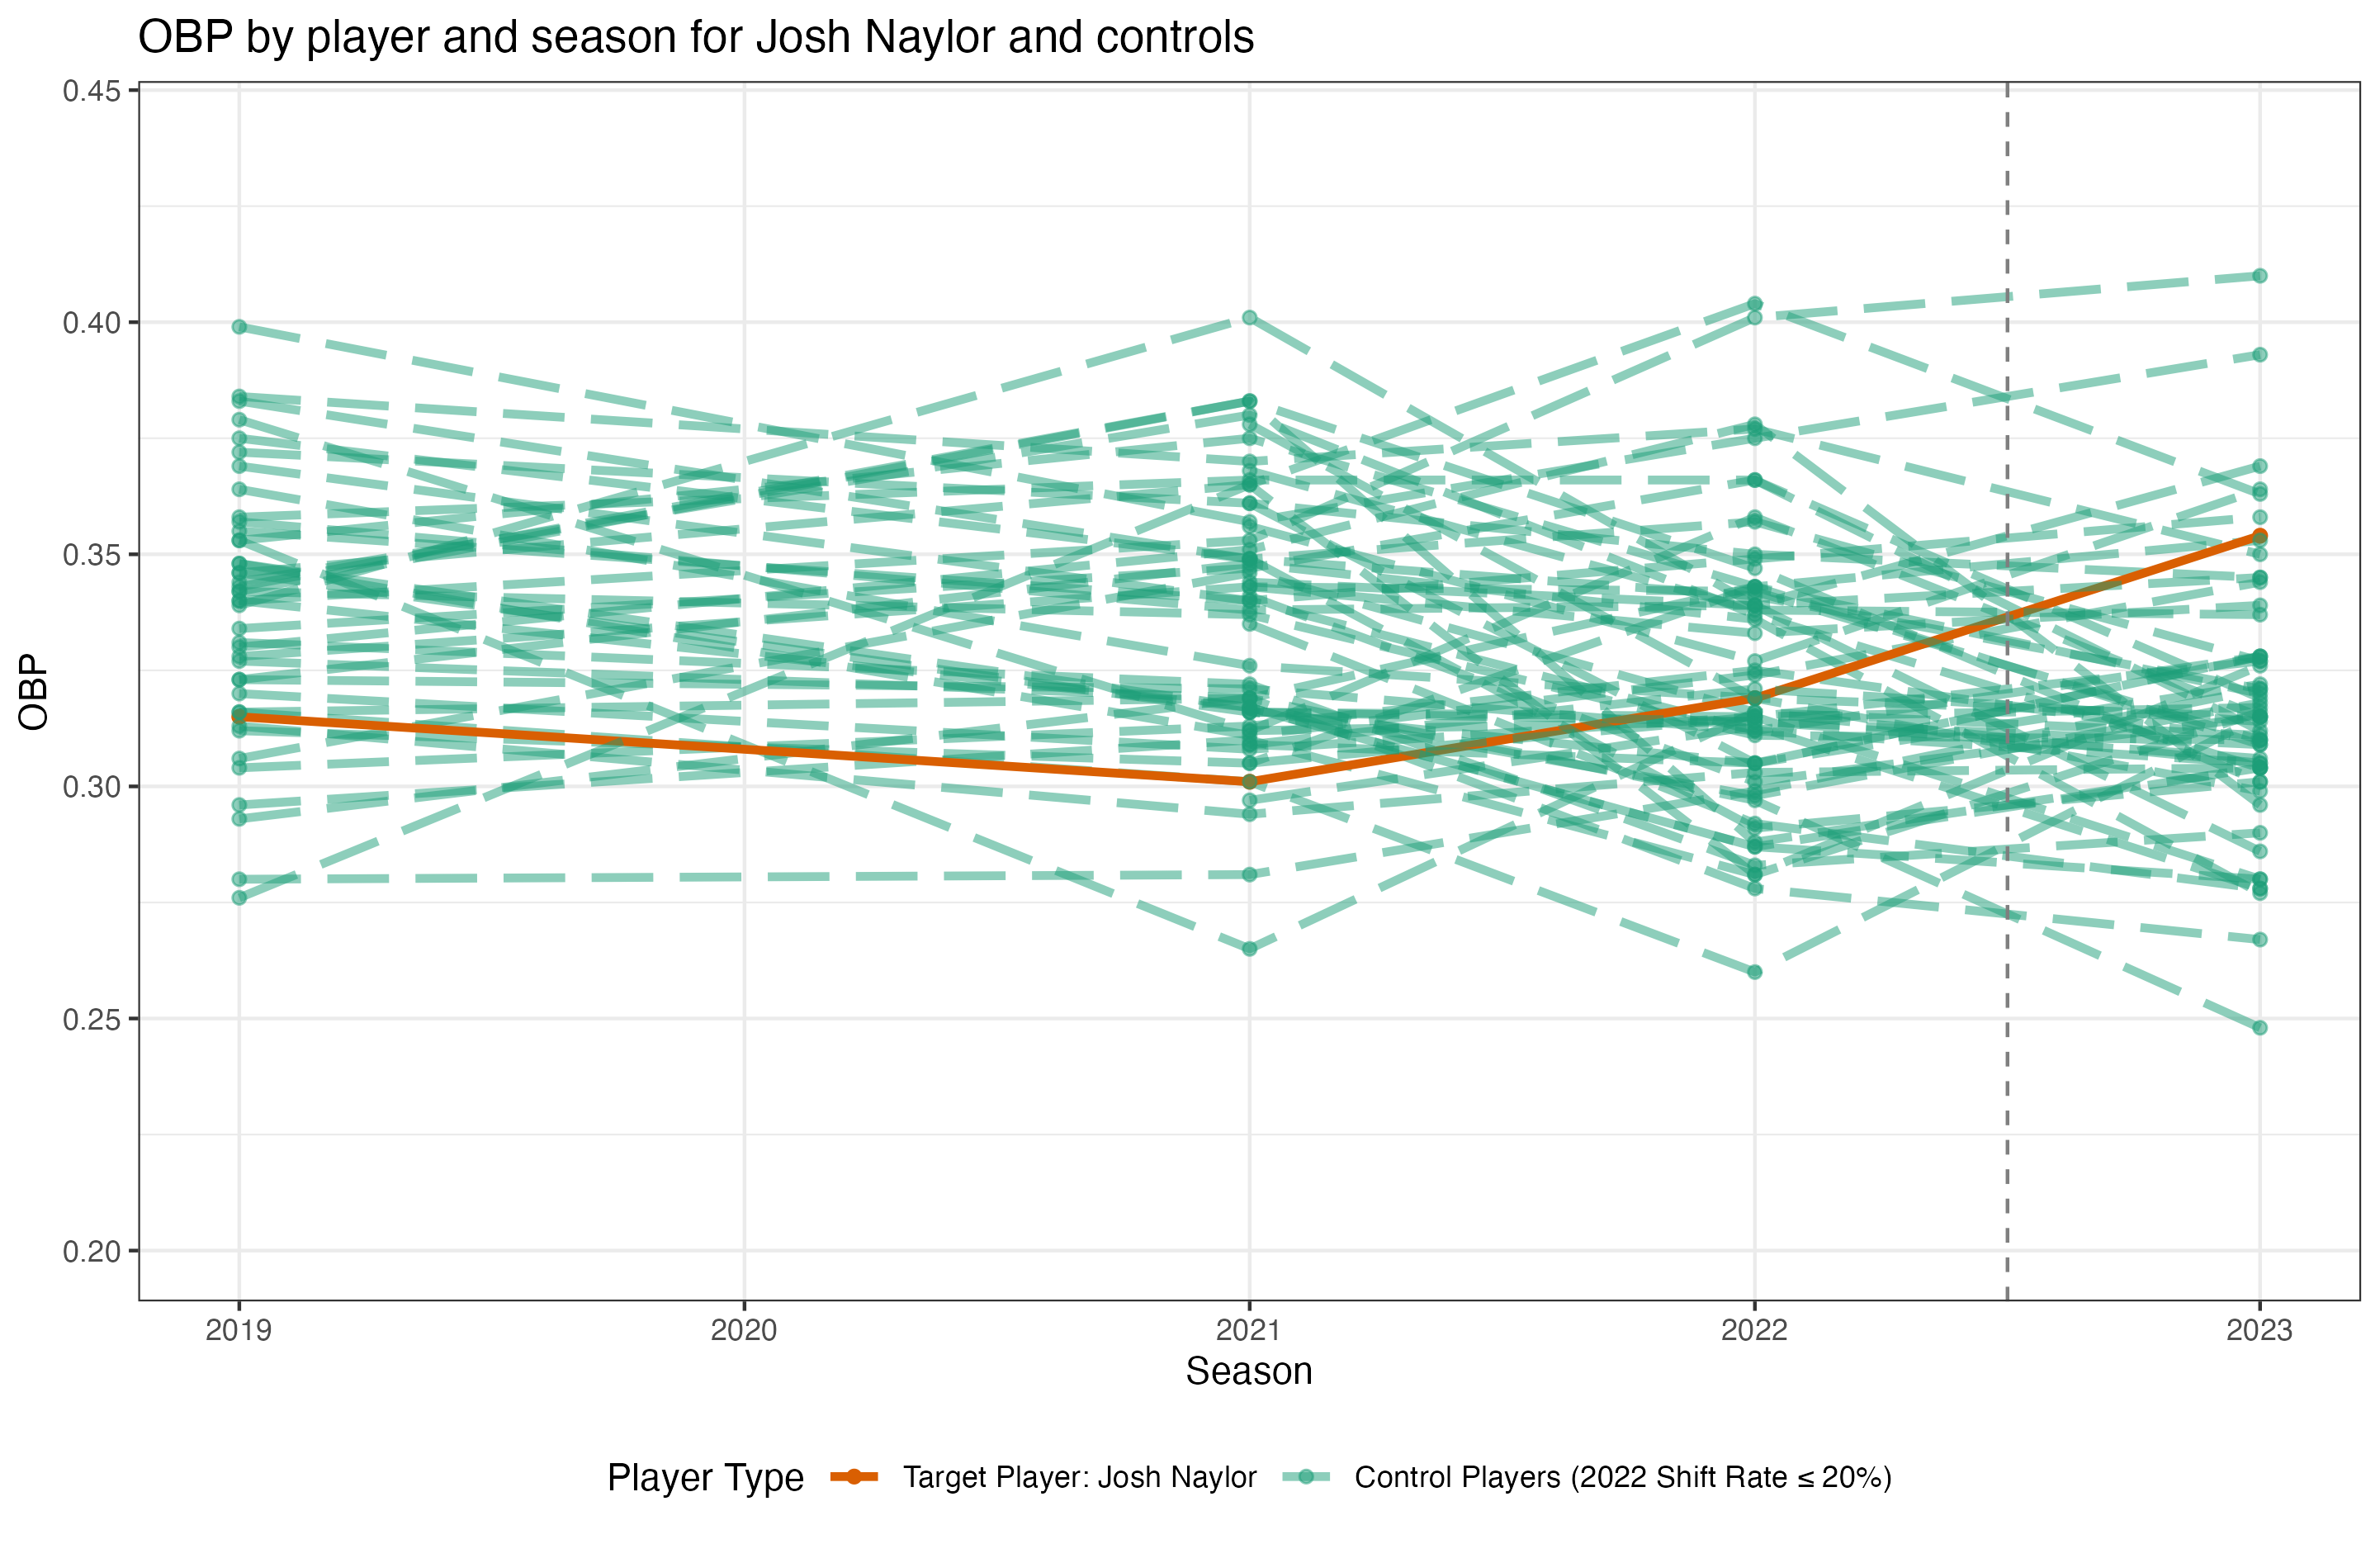 OBP by player and season for Josh Naylor and controls
OBP
0.45
0.40
0.35
0.30
0.25
0.20
2019 2020 2021 2022 2023
Season
Player Type Target Player: Josh Naylor Control Players (2022 Shift Rate ≤ 20%)